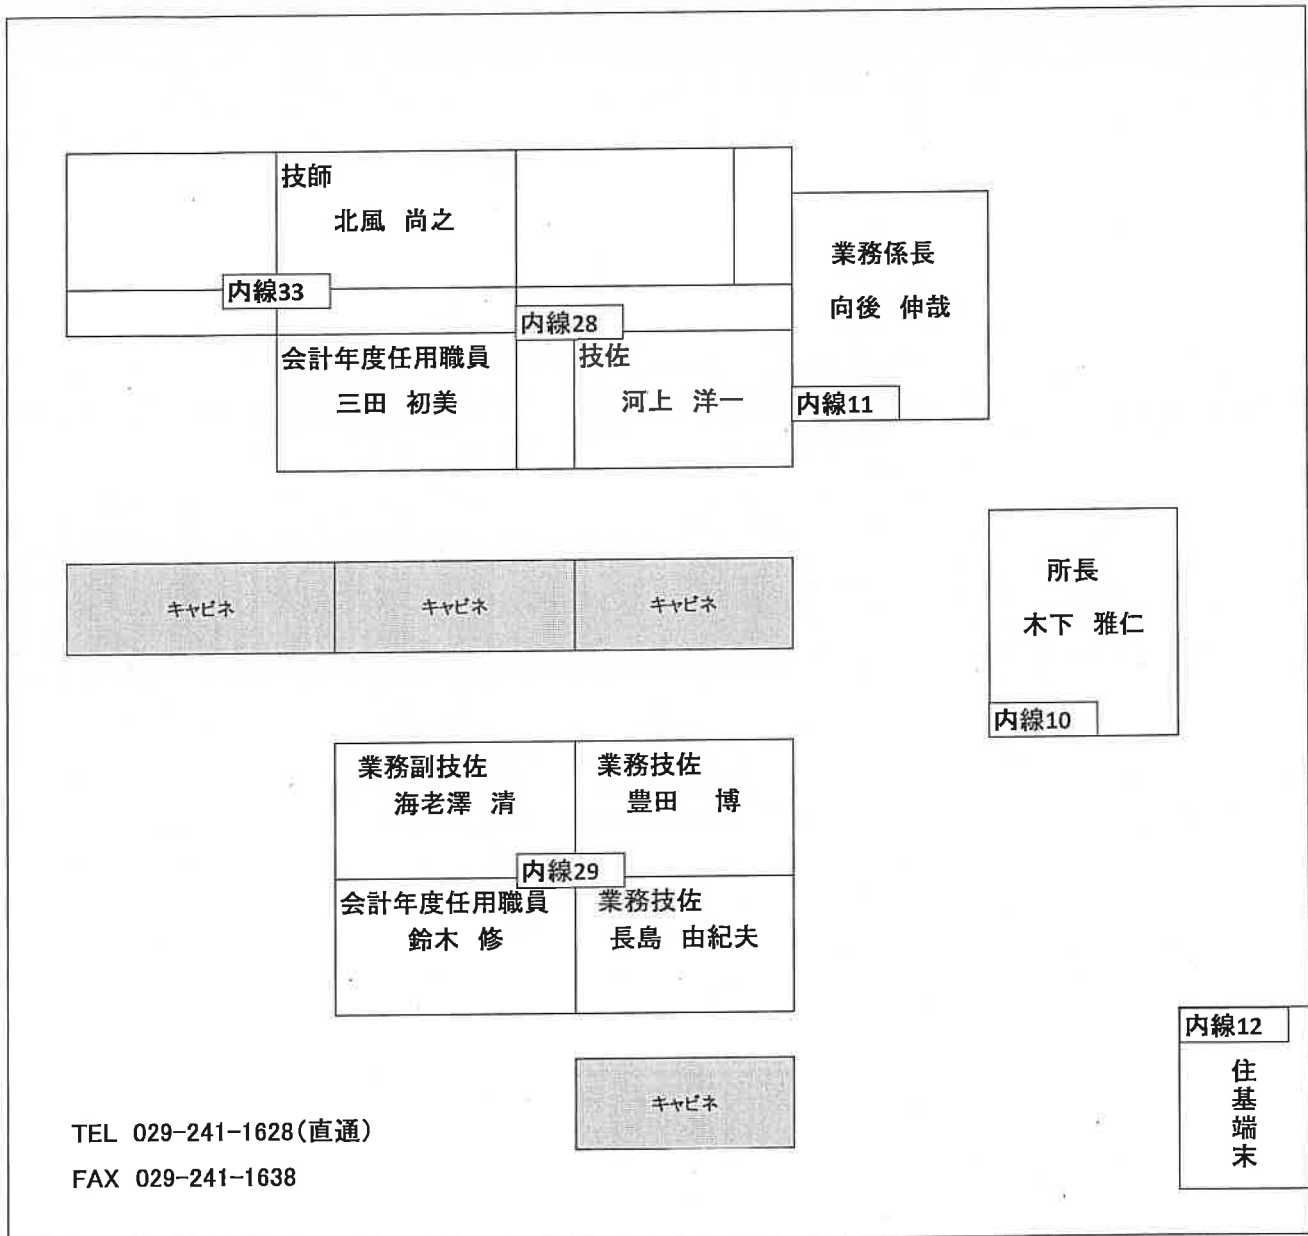 技師
北風 尚之
業務係長
向後 伸哉
内線33
内線28
会計年度任用職員
三田 初美
技佐
河上 洋一
内線11
所長
木下 雅仁
内線10
キャビネ
キャビネ
キャビネ
業務副技佐
海老澤 清
業務技佐
豊田 博
内線29
会計年度任用職員
鈴木 修
業務技佐
長島 由紀夫
内線12
住基端末
キャビネ
TEL 029-241-1628(直通)
FAX 029-241-1638